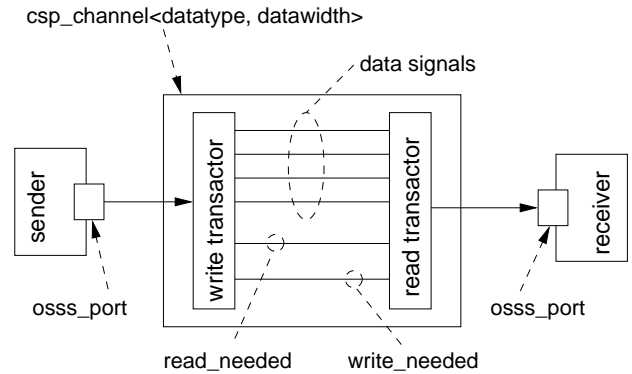 csp_channel<datatype, datawidth>
data signals
sender
write transactor
read transactor
receiver
osss_port
osss_port
read_needed
write_needed